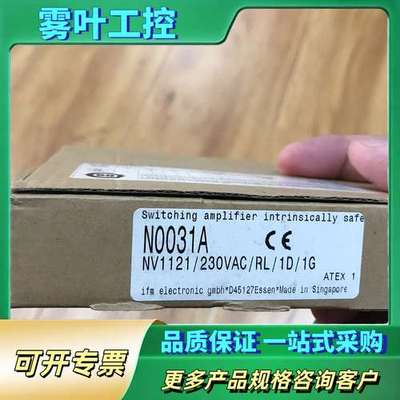 雾叶工控
Switching amplifier intrinsically safe
N0031A CE
NV1121/230VAC/RL/1D/1G
ATEX 1
ifm electronic gmbh*D45127Essen*Made in Singapore
品质保证 一站式采购
可开专票
更多产品规格咨询客户